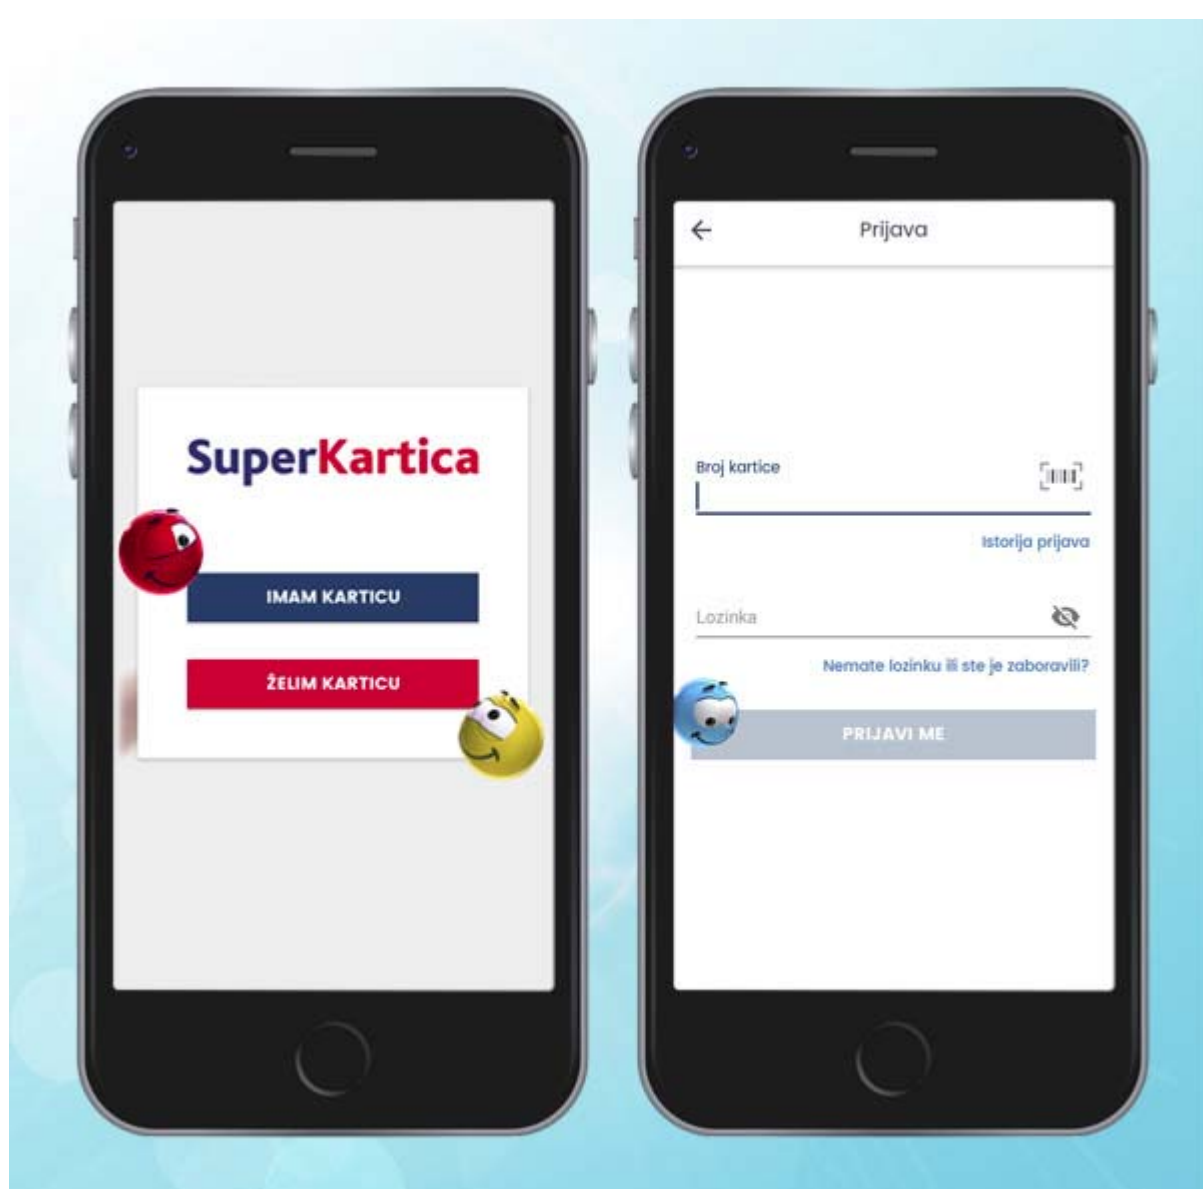 SuperKartica
IMAM KARTICU
ŽELIM KARTICU
Prijava
Broj kartice
Istorija prijava
Lozinka
Nemate lozinku ili ste je zaboravili?
PRIJAVI ME